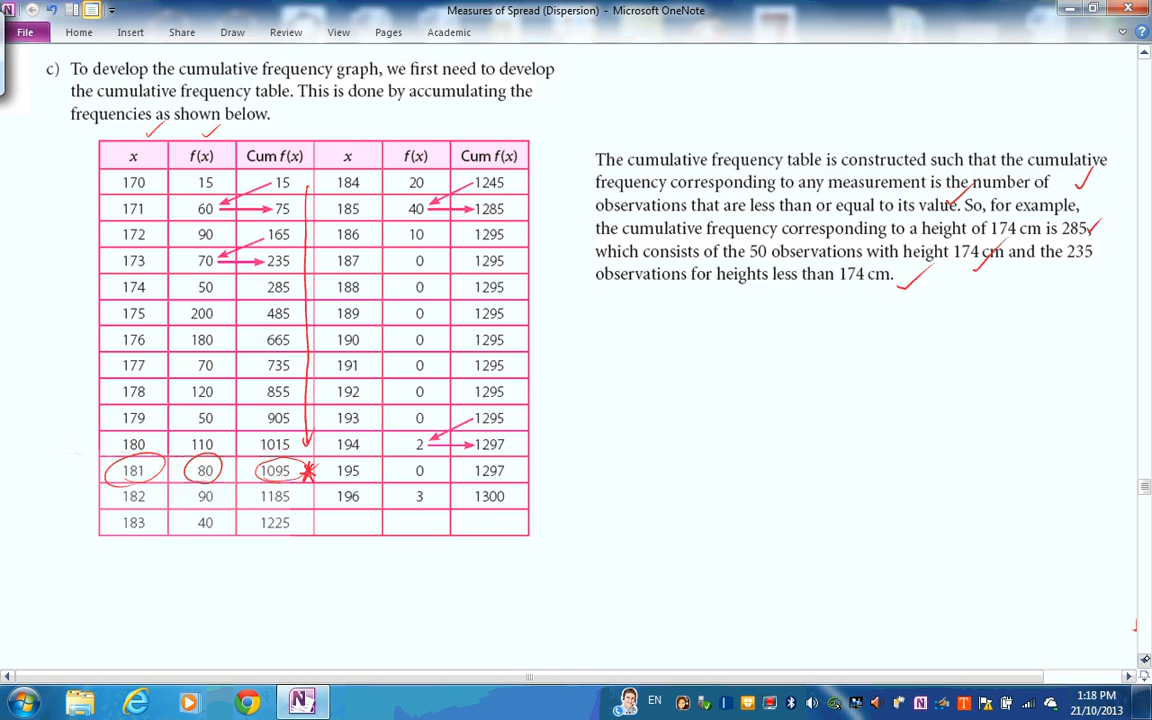 Measures of Spread (Dispersion) - Microsoft OneNote
File Home Insert Share Draw Review View Pages Academic
c) To develop the cumulative frequency graph, we first need to develop
the cumulative frequency table. This is done by accumulating the
frequencies as shown below.
x f(x) Cum f(x) x f(x) Cum f(x)
170 15 15 184 20 1245
171 60 75 185 40 1285
172 90 165 186 10 1295
173 70 235 187 0 1295
174 50 285 188 0 1295
175 200 485 189 0 1295
176 180 665 190 0 1295
177 70 735 191 0 1295
178 120 855 192 0 1295
179 50 905 193 0 1295
180 110 1015 194 2 1297
181 80 1095 195 0 1297
182 90 1185 196 3 1300
183 40 1225
The cumulative frequency table is constructed such that the cumulative
frequency corresponding to any measurement is the number of
observations that are less than or equal to its value. So, for example,
the cumulative frequency corresponding to a height of 174 cm is 285,
which consists of the 50 observations with height 174 cm and the 235
observations for heights less than 174 cm.
EN
1:18 PM
21/10/2013